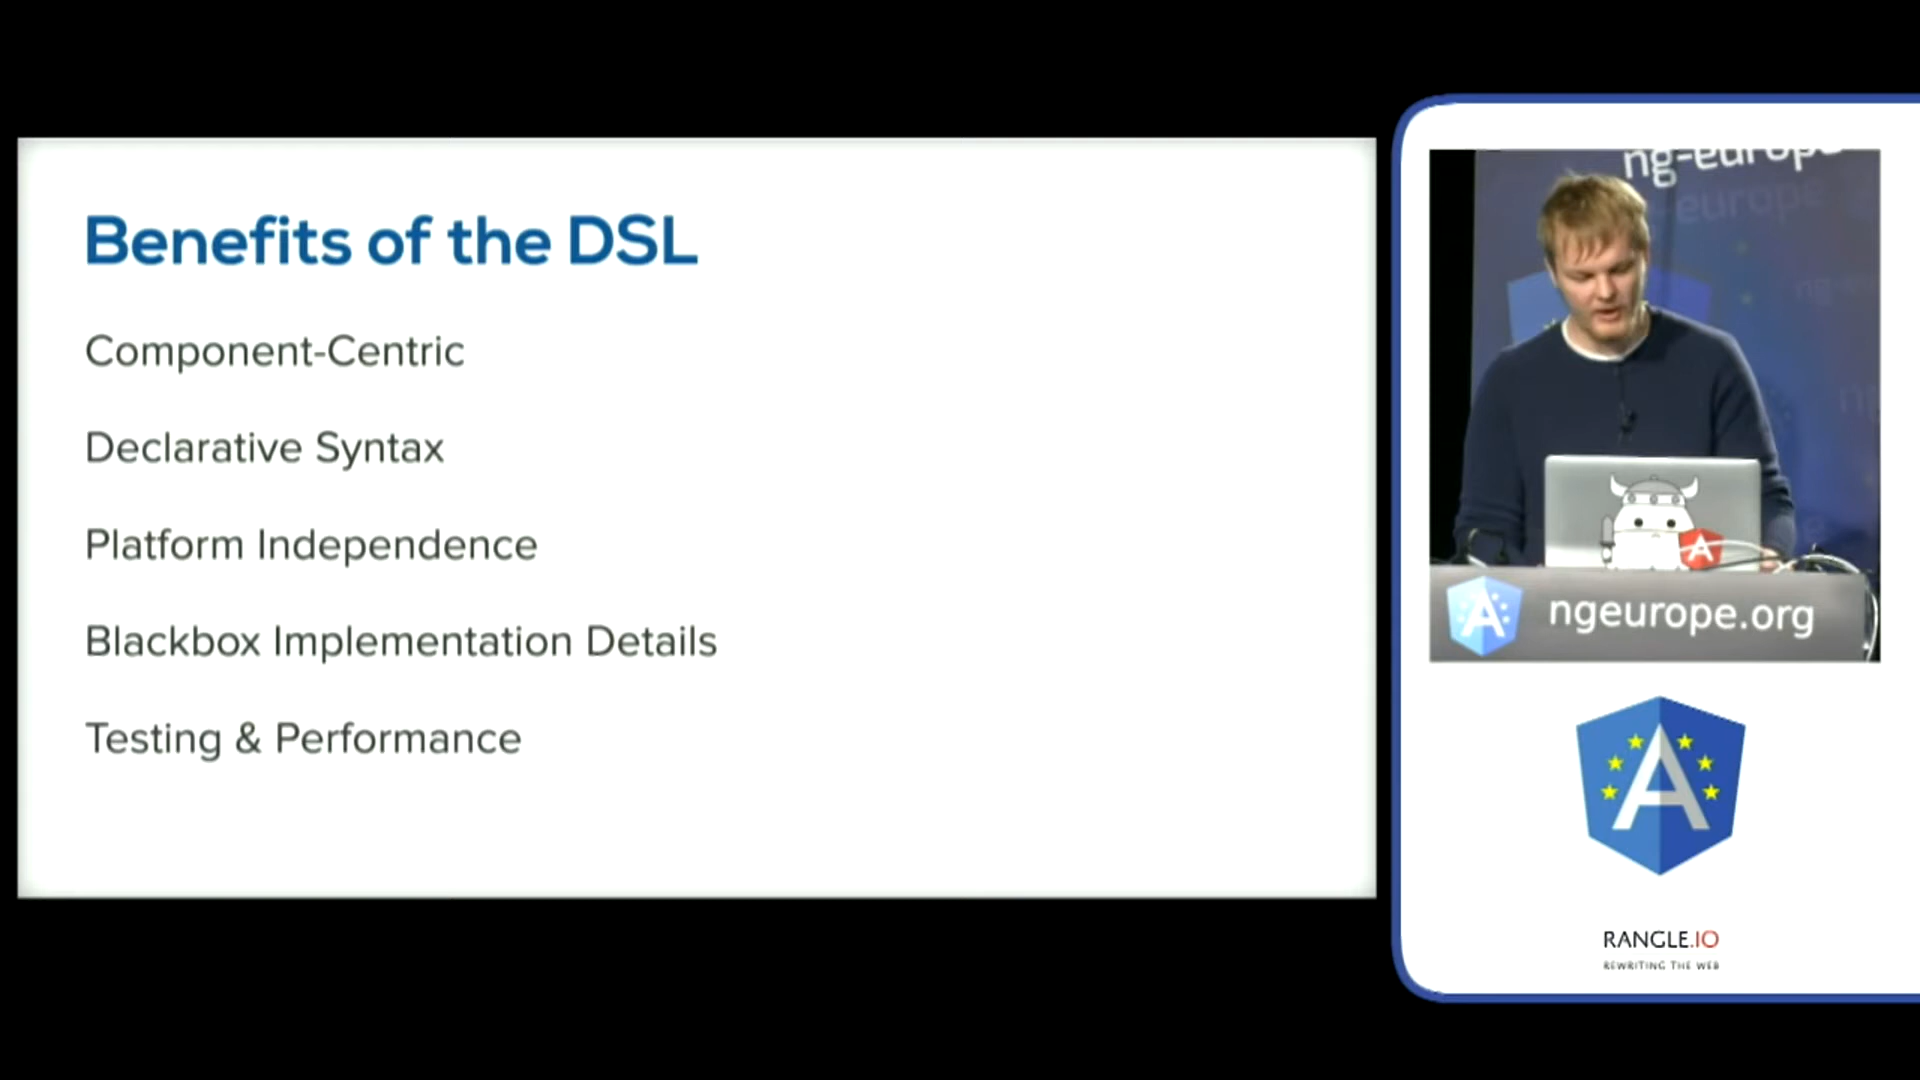 Benefits of the DSL
Component-Centric
Declarative Syntax
Platform Independence
Blackbox Implementation Details
Testing & Performance
ng-europe
europe
A
ngeurope.org
A
RANGLE.IO
REWRITING THE WEB